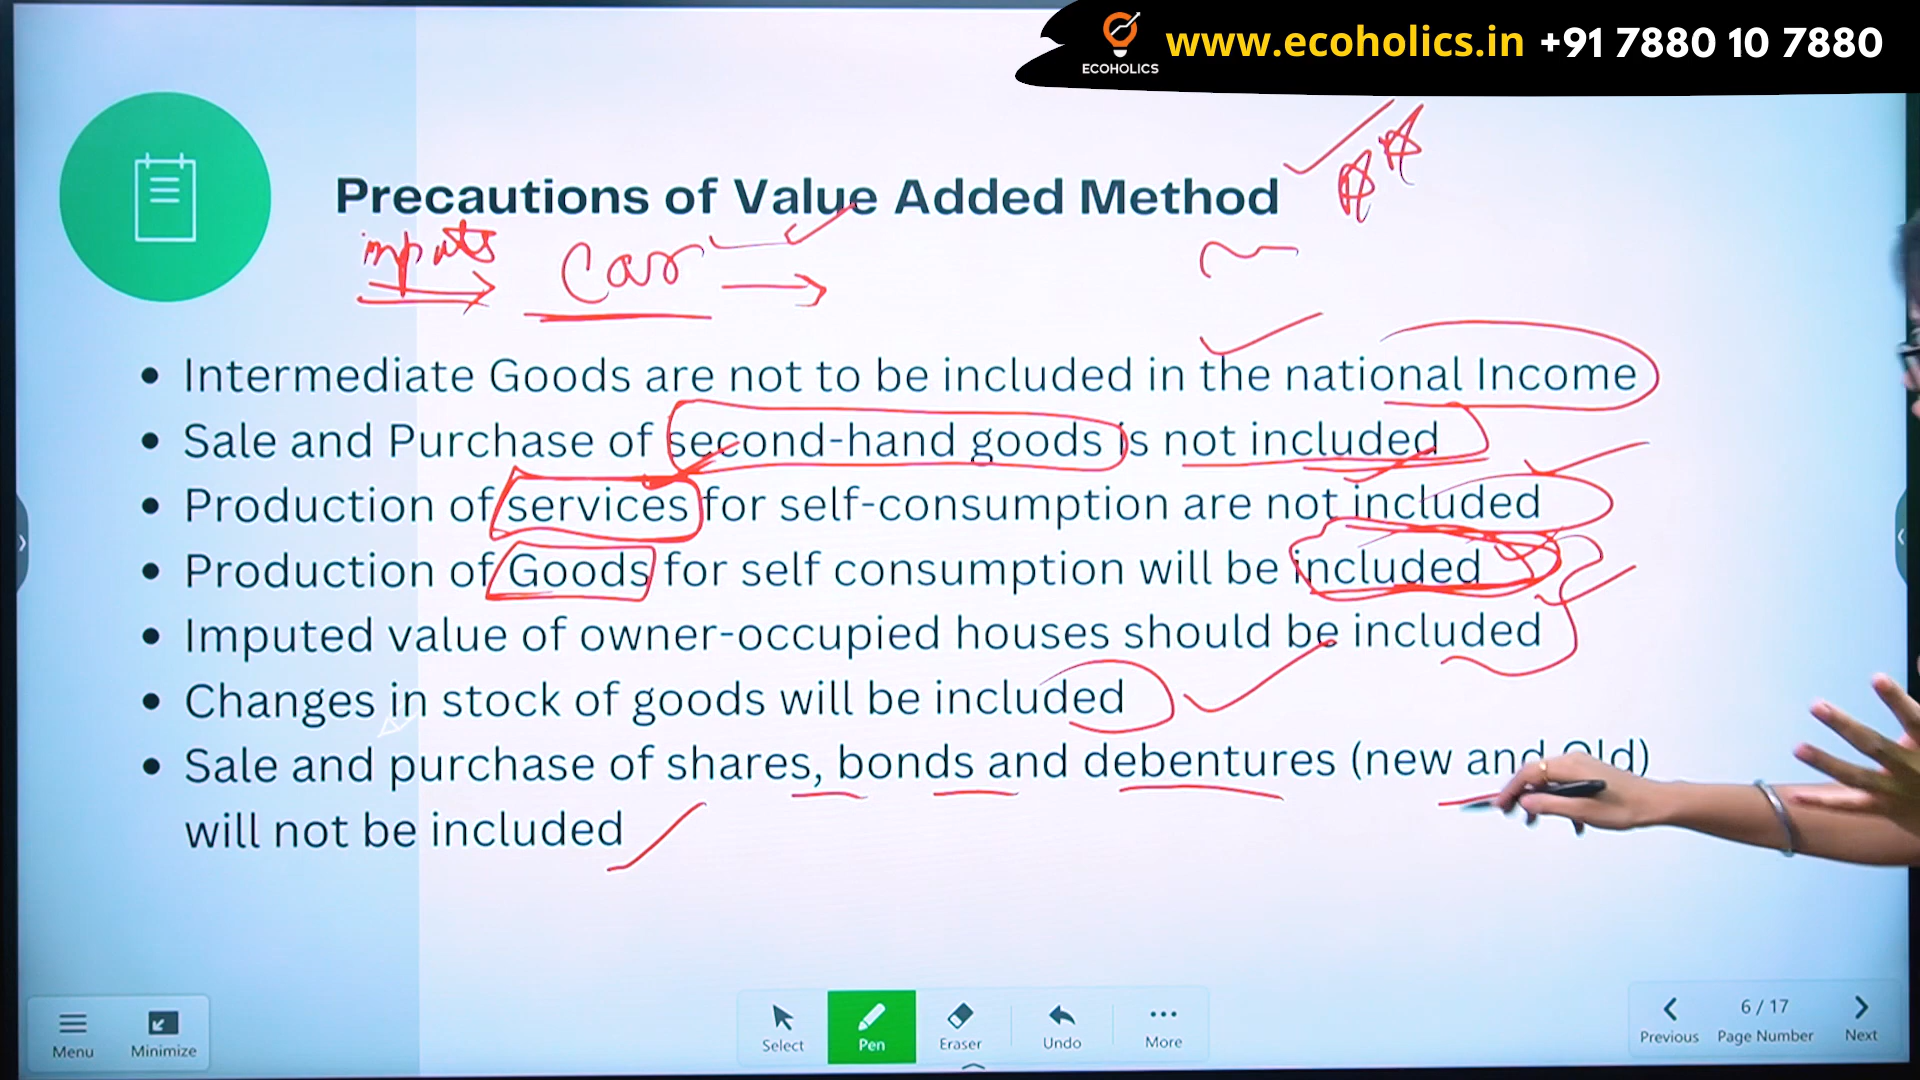 www.ecoholics.in +91 7880 10 7880
ECOHOLICS
Precautions of Value Added Method
inputs Car
• Intermediate Goods are not to be included in the national Income
• Sale and Purchase of second-hand goods is not included
• Production of services for self-consumption are not included
• Production of Goods for self consumption will be included
• Imputed value of owner-occupied houses should be included
• Changes in stock of goods will be included
• Sale and purchase of shares, bonds and debentures (new and Old)
will not be included
Menu Minimize Select Pen Eraser Undo More
6 / 17
Previous Page Number Next